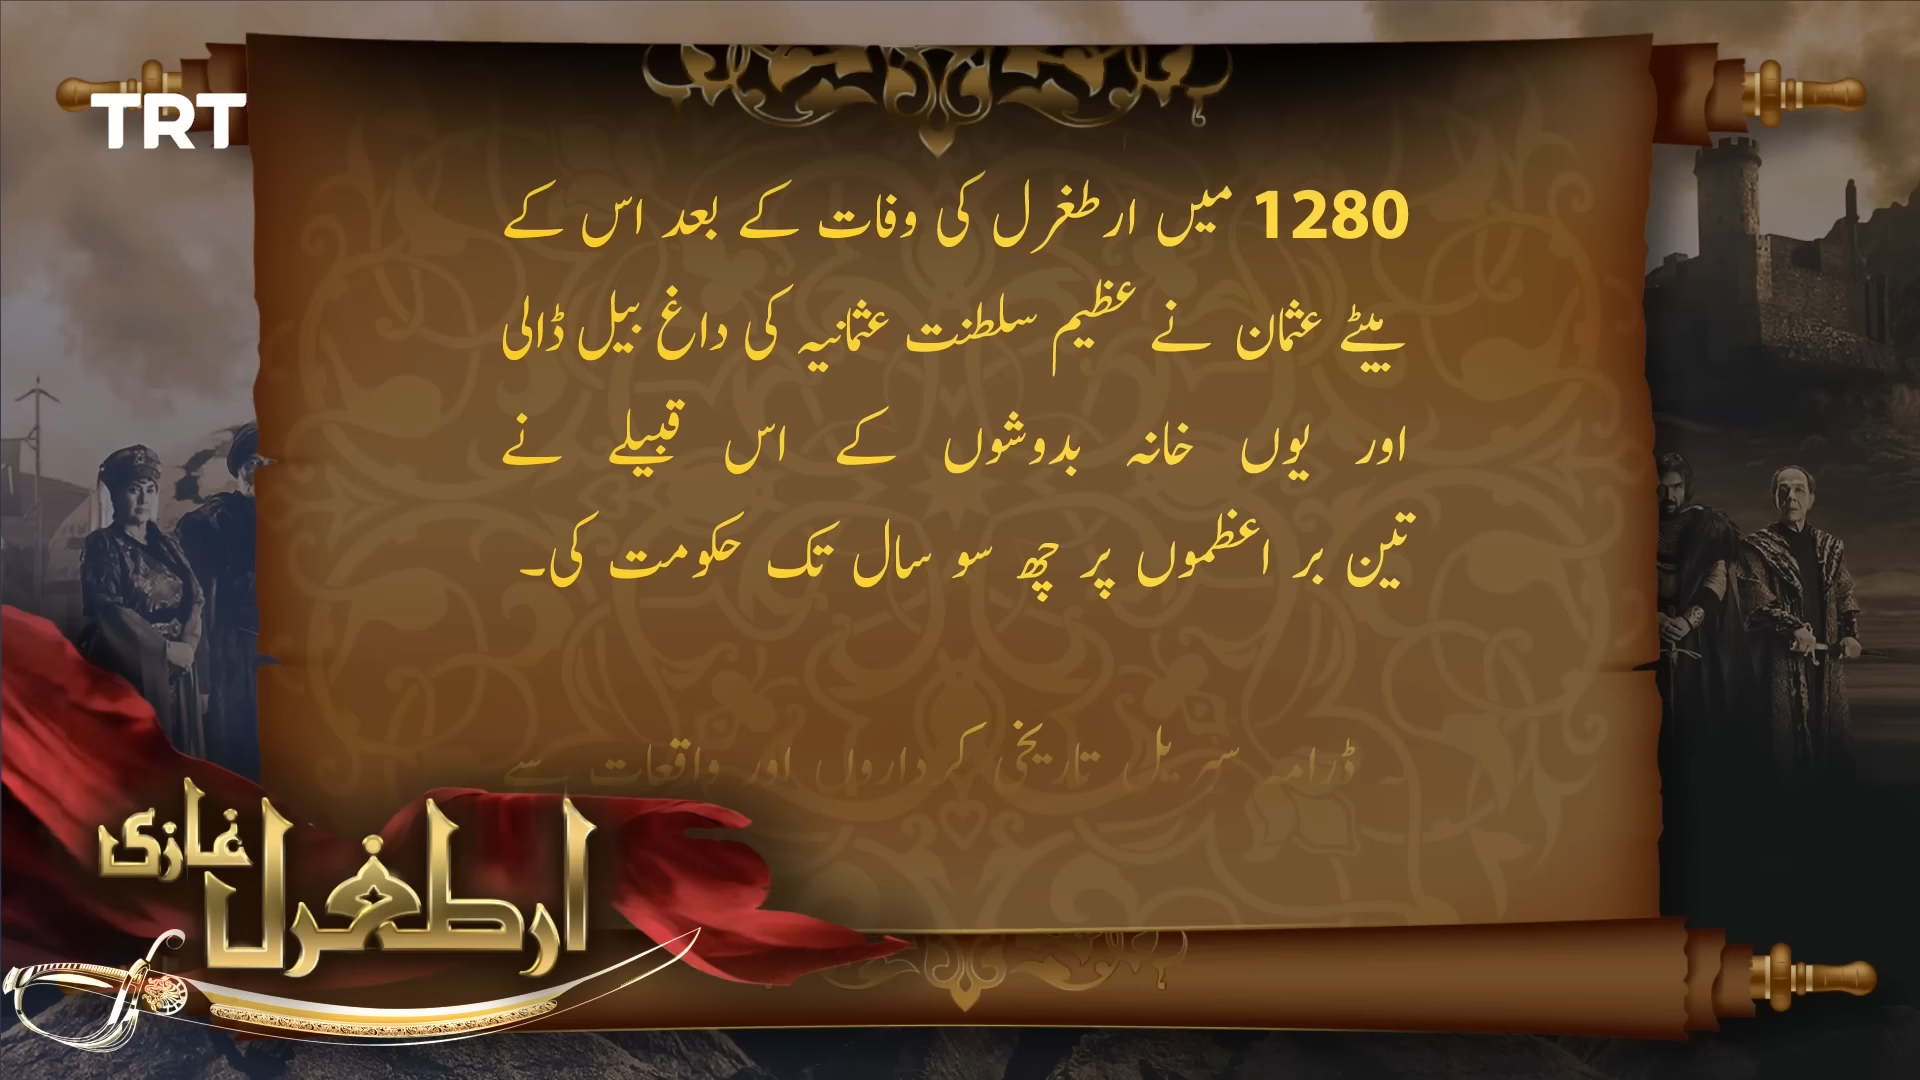 TRT
1280 میں ارطغرل کی وفات کے بعد اس کے
بیٹے عثمان نے عظیم سلطنت عثمانیہ کی داغ بیل ڈالی
اور یوں خانہ بدوشوں کے اس قبیلے نے
تین بر اعظموں پر چھ سو سال تک حکومت کی۔
ڈرامہ سریل تاریخی کرداروں اور واقعات سے
ارطغرل غازی